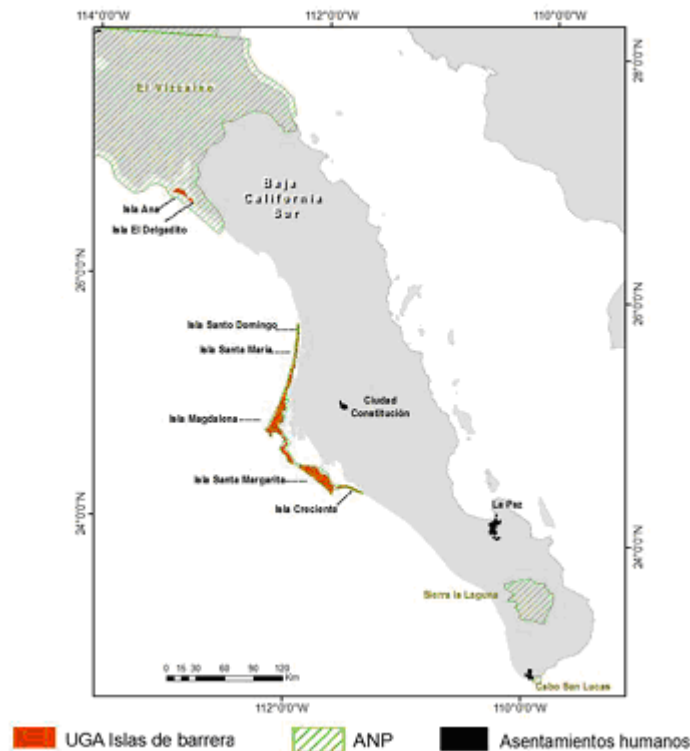 114°0'0"W 112°0'0"W 110°0'0"W
28°0'0"N
El Vizcaíno
Baja
California
Sur
Isla Ana
Isla El Delgadito
26°0'0"N
26°0'0"N
Isla Santo Domingo
Isla Santa María
Ciudad
Constitución
Isla Magdalena
Isla Santa Margarita
Isla Creciente
La Paz
24°0'0"N
24°0'0"N
Sierra la Laguna
0 15 30 60 90 120
Km
Cabo San Lucas
112°0'0"W 110°0'0"W
UGA Islas de barrera ANP Asentamientos humanos